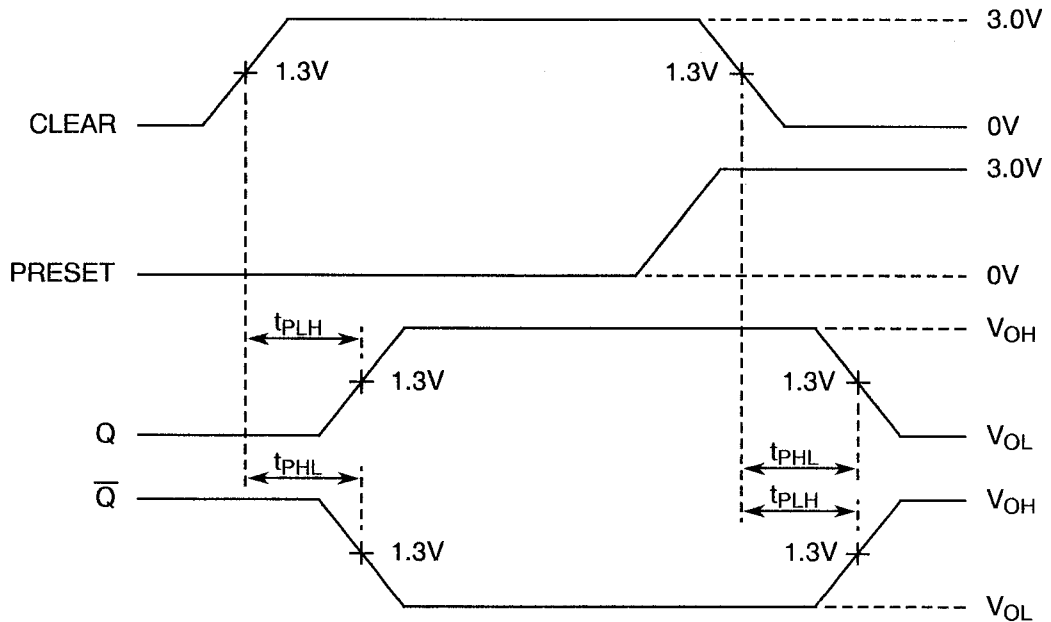 3.0V
1.3V 1.3V
CLEAR 0V
3.0V
PRESET 0V
tPLH VOH
1.3V 1.3V
Q VOL
tPHL tPHL
Q̅ tPLH VOH
1.3V 1.3V
VOL